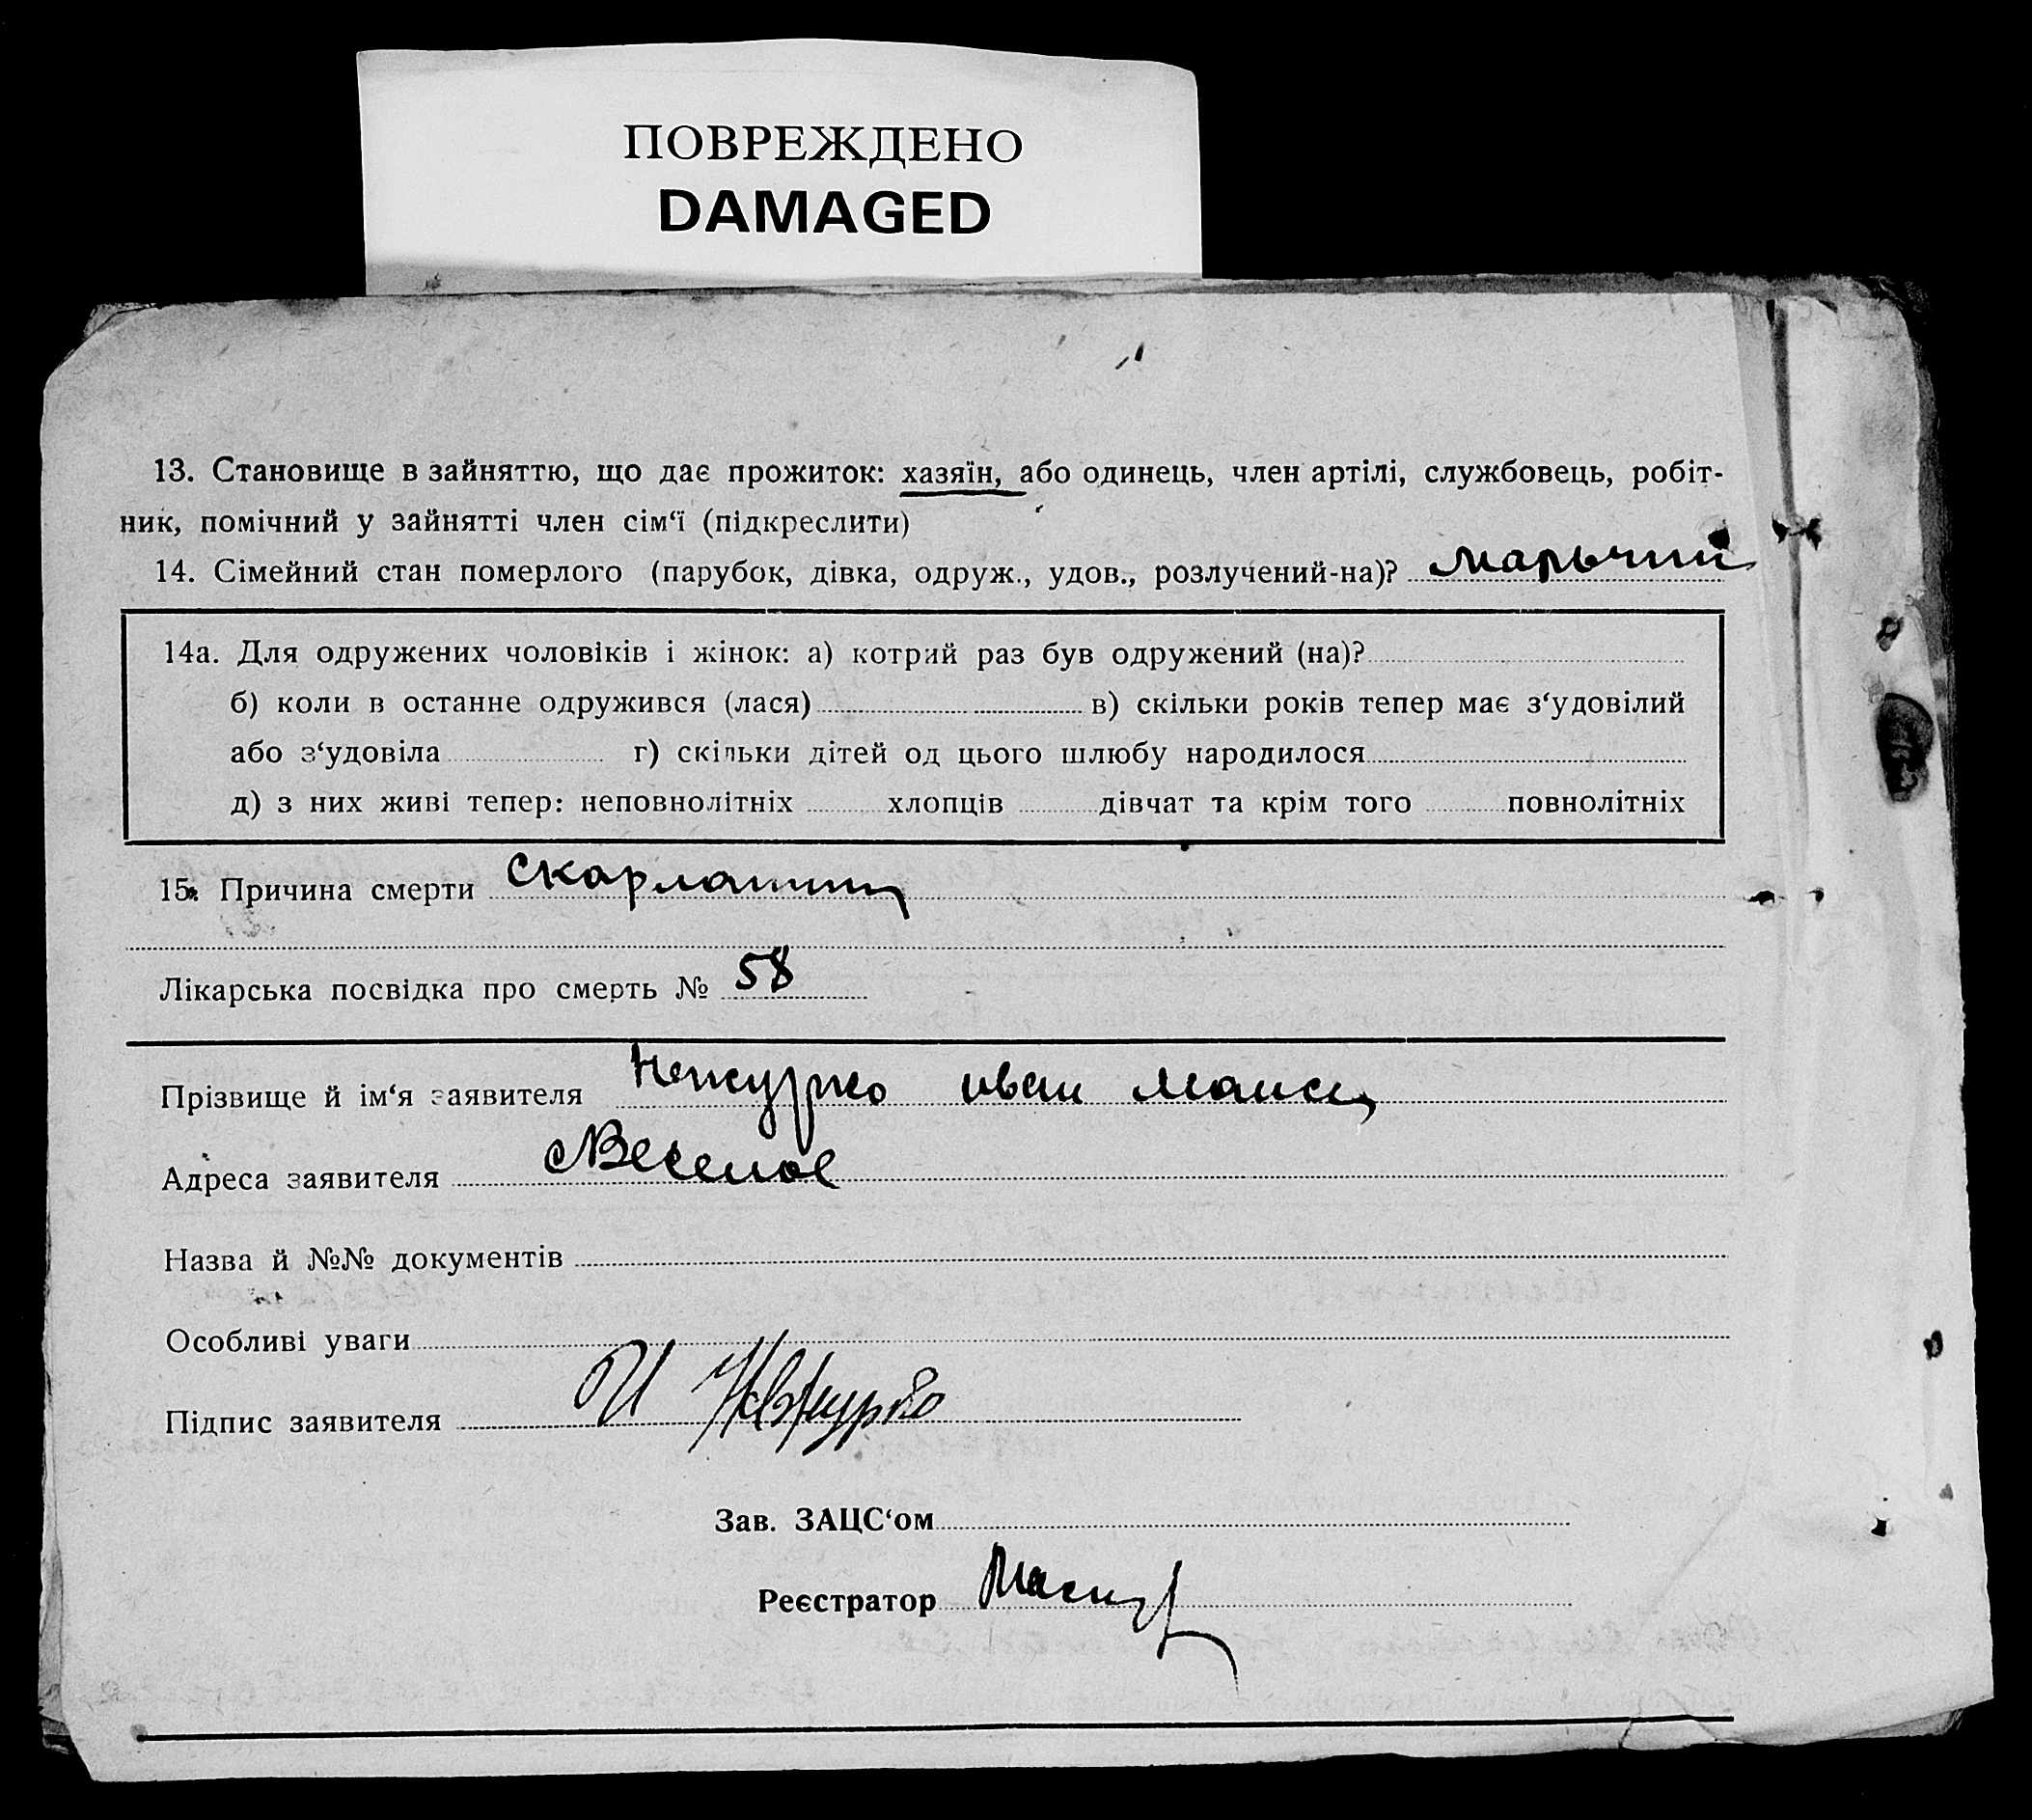 ПОВРЕЖДЕНО
DAMAGED
13. Становище в зайняттю, що дає прожиток: хазяїн, або одинець, член артілі, службовець, робіт-
ник, помічний у зайнятті член сім‘ї (підкреслити)
14. Сімейний стан померлого (парубок, дівка, одруж., удов., розлучений-на)?
14а. Для одружених чоловіків і жінок: а) котрий раз був одружений (на)?
б) коли в останне одружився (лася) в) скільки років тепер має з‘удовілий
або з‘удовіла г) скільки дітей од цього шлюбу народилося
д) з них живі тепер: неповнолітніх хлопців дівчат та крім того повнолітніх
15. Причина смерти скарлатина
Лікарська посвідка про смерть № 58
Прізвище й ім‘я заявителя иван
Адреса заявителя с Веселое
Назва й №№ документів
Особливі уваги
Підпис заявителя И
Зав. ЗАЦС‘ом
Реєстратор